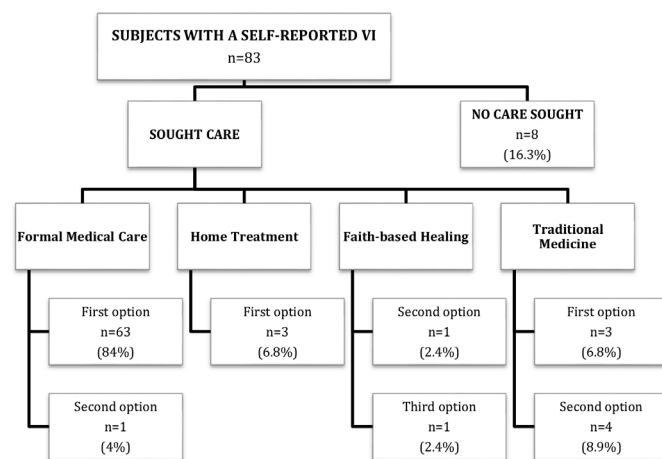 SUBJECTS WITH A SELF-REPORTED VI
n=83
SOUGHT CARE
NO CARE SOUGHT
n=8
(16.3%)
Formal Medical Care
Home Treatment
Faith-based Healing
Traditional
Medicine
First option
n=63
(84%)
First option
n=3
(6.8%)
Second option
n=1
(2.4%)
First option
n=3
(6.8%)
Second option
n=1
(4%)
Third option
n=1
(2.4%)
Second option
n=4
(8.9%)